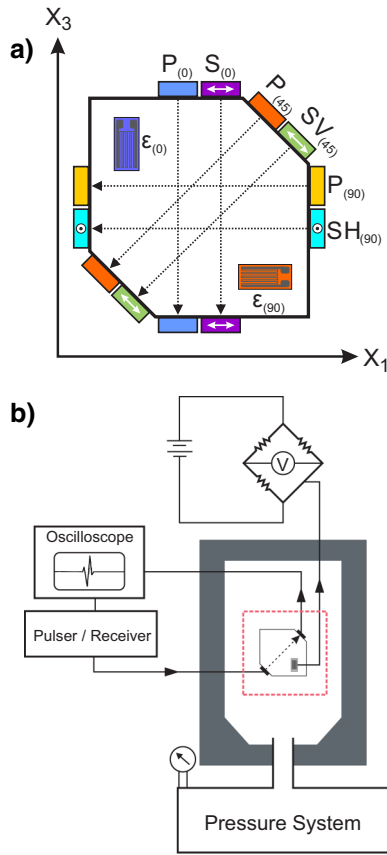 X3
a)
P(0) S(0)
P(45)
SV(45)
ε(0)
P(90)
SH(90)
ε(90)
X1
b)
V
Oscilloscope
Pulser / Receiver
Pressure System